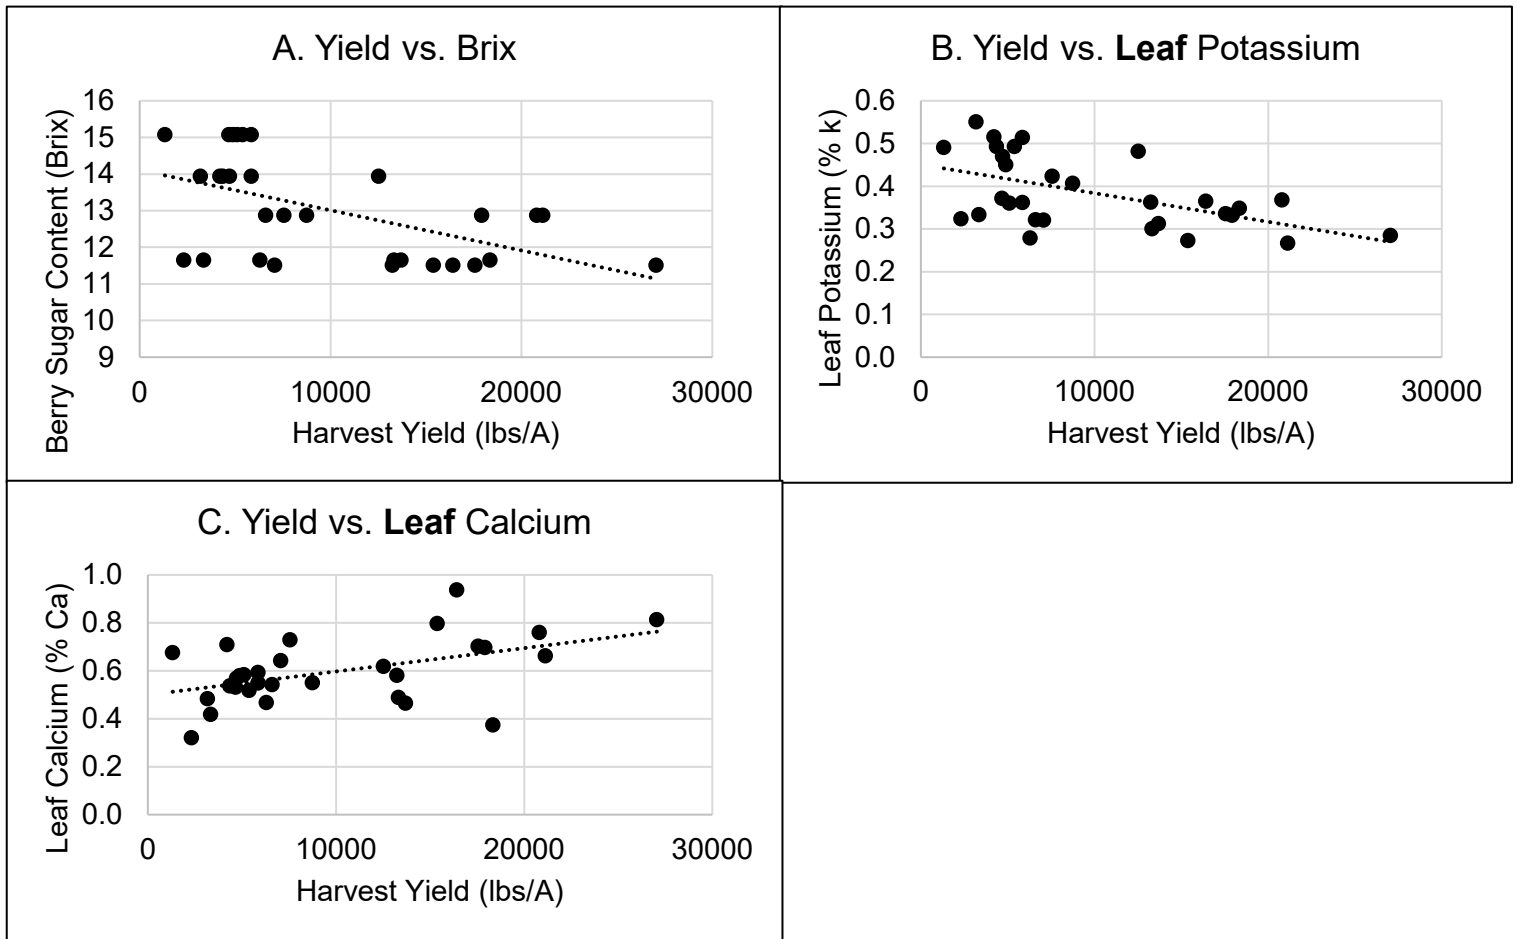 A. Yield vs. Brix
Berry Sugar Content (Brix)
16
15
14
13
12
11
10
9
0 10000 20000 30000
Harvest Yield (lbs/A)
B. Yield vs. Leaf Potassium
Leaf Potassium (% k)
0.6
0.5
0.4
0.3
0.2
0.1
0.0
0 10000 20000 30000
Harvest Yield (lbs/A)
C. Yield vs. Leaf Calcium
Leaf Calcium (% Ca)
1.0
0.8
0.6
0.4
0.2
0.0
0 10000 20000 30000
Harvest Yield (lbs/A)